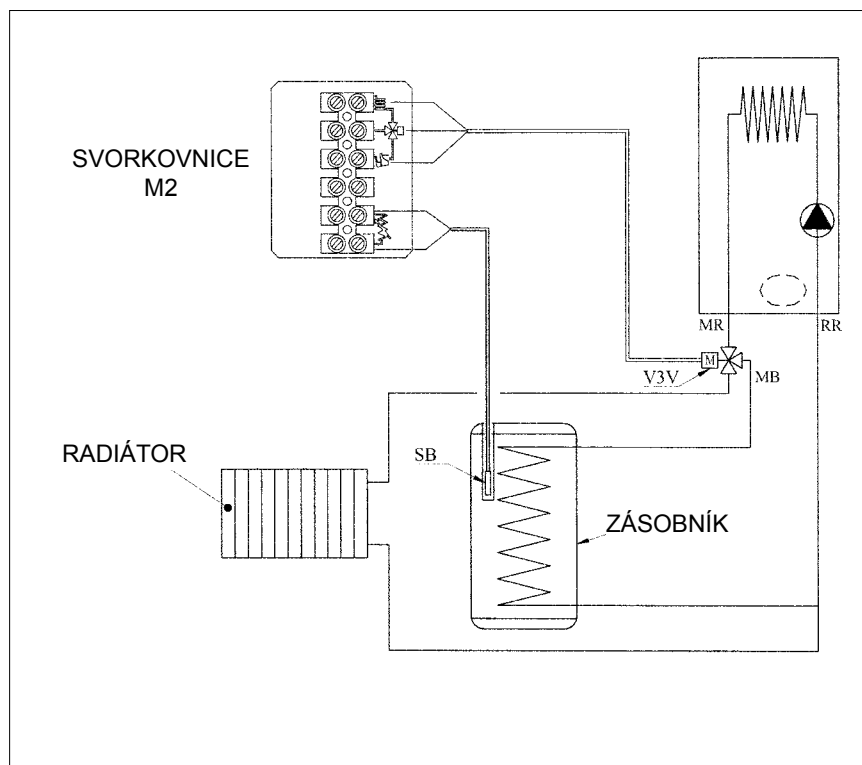 SVORKOVNICE
M2
MR
RR
M
V3V
MB
RADIÁTOR
SB
ZÁSOBNÍK